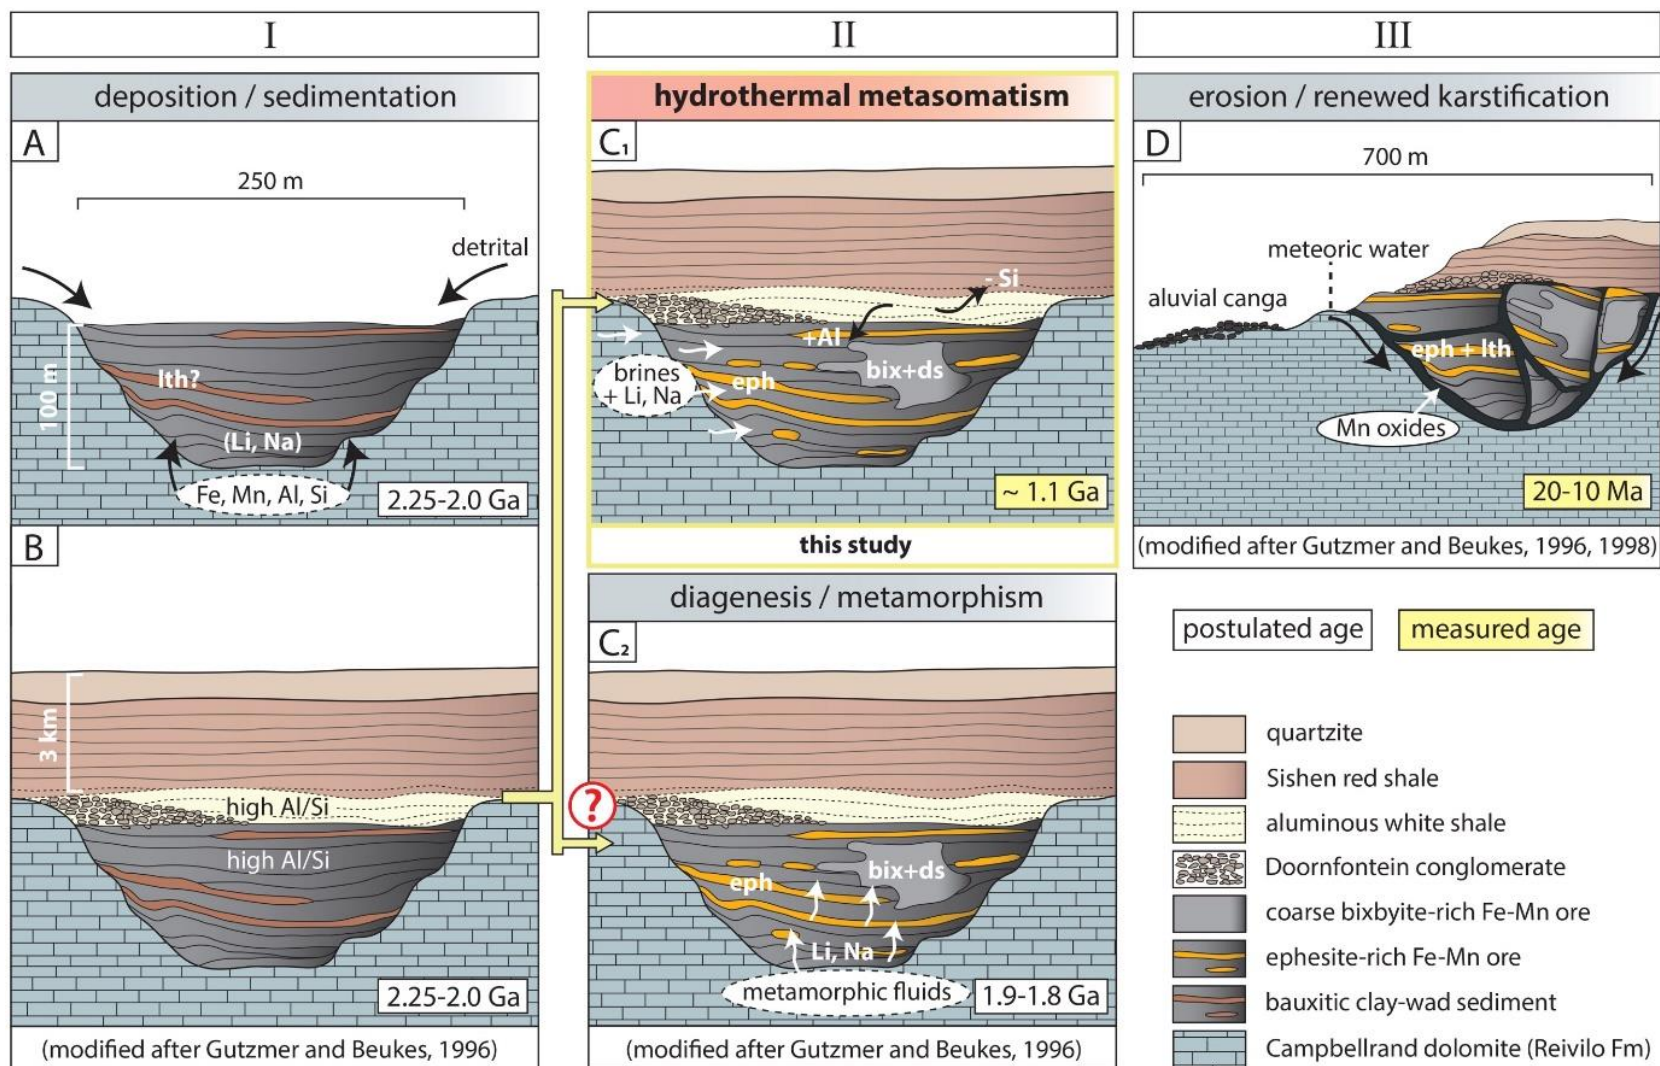 I
deposition / sedimentation
A
250 m
detrital
lth?
100 m
(Li, Na)
Fe, Mn, Al, Si
2.25-2.0 Ga
B
3 km
high Al/Si
high Al/Si
2.25-2.0 Ga
(modified after Gutzmer and Beukes, 1996)
II
hydrothermal metasomatism
C1
- Si
+Al
brines
+ Li, Na
eph
bix+ds
~ 1.1 Ga
this study
diagenesis / metamorphism
C2
?
eph
bix+ds
Li, Na
metamorphic fluids
1.9-1.8 Ga
(modified after Gutzmer and Beukes, 1996)
III
erosion / renewed karstification
D
700 m
meteoric water
aluvial canga
eph + lth
Mn oxides
20-10 Ma
(modified after Gutzmer and Beukes, 1996, 1998)
postulated age
measured age
quartzite
Sishen red shale
aluminous white shale
Doornfontein conglomerate
coarse bixbyite-rich Fe-Mn ore
ephesite-rich Fe-Mn ore
bauxitic clay-wad sediment
Campbellrand dolomite (Reivilo Fm)